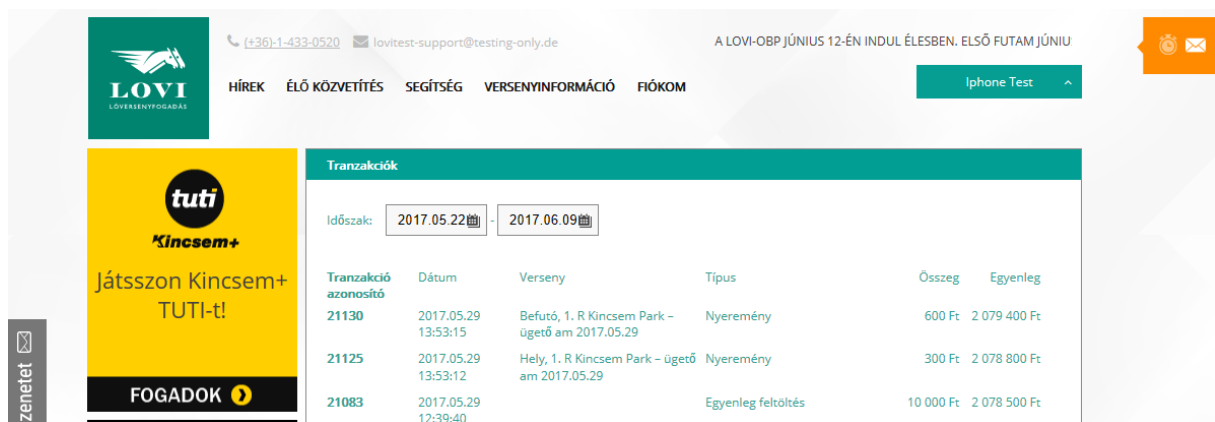 (+36)-1-433-0520 lovitest-support@testing-only.de
A LOVI-OBP JÚNIUS 12-ÉN INDUL ÉLESBEN. ELSŐ FUTAM JÚNIU
LOVI
LÓVERSENYFOGADÁS
HÍREK ÉLŐ KÖZVETÍTÉS SEGÍTSÉG VERSENYINFORMÁCIÓ FIÓKOM
Iphone Test
tuti
Kincsem+
Játsszon Kincsem+
TUTI-t!
FOGADOK
zenetet
Tranzakciók
Időszak: 2017.05.22 - 2017.06.09
Tranzakció Dátum Verseny Típus Összeg Egyenleg
azonosító
21130 2017.05.29 Befutó, 1. R Kincsem Park – Nyeremény 600 Ft 2 079 400 Ft
13:53:15 ügető am 2017.05.29
21125 2017.05.29 Hely, 1. R Kincsem Park – ügető Nyeremény 300 Ft 2 078 800 Ft
13:53:12 am 2017.05.29
21083 2017.05.29 Egyenleg feltöltés 10 000 Ft 2 078 500 Ft
12:39:40